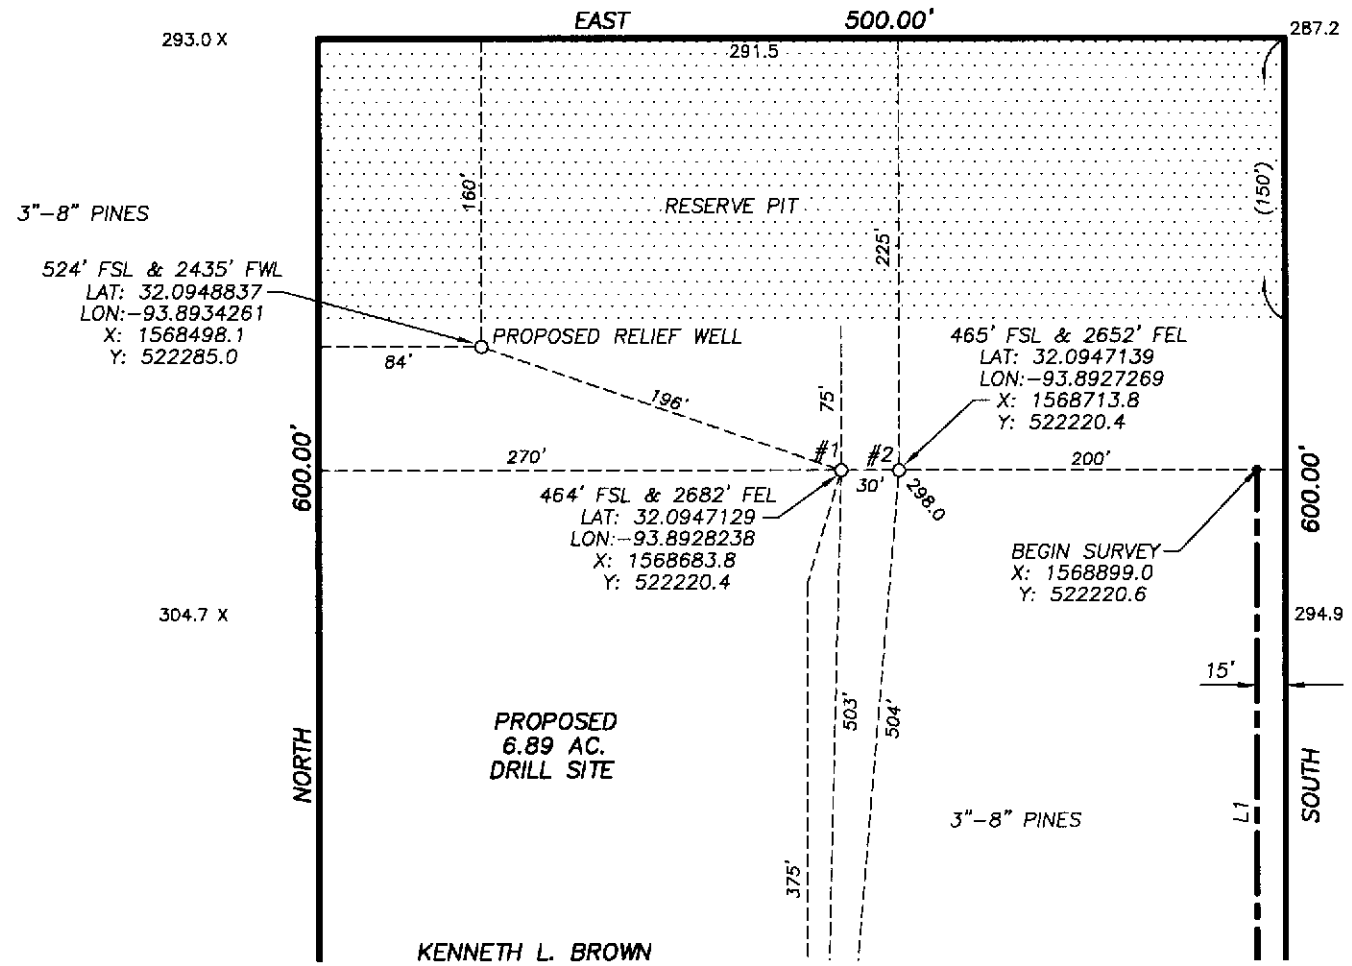 EAST 500.00'
293.0 X
287.2
291.5
3"-8" PINES
160'
RESERVE PIT
(150')
225'
524' FSL & 2435' FWL
LAT: 32.0948837
LON:-93.8934261
X: 1568498.1
Y: 522285.0
PROPOSED RELIEF WELL
84'
196'
75'
465' FSL & 2652' FEL
LAT: 32.0947139
LON:-93.8927269
X: 1568713.8
Y: 522220.4
600.00'
270'
#1
#2
30'
200'
298.0
600.00'
464' FSL & 2682' FEL
LAT: 32.0947129
LON:-93.8928238
X: 1568683.8
Y: 522220.4
BEGIN SURVEY
X: 1568899.0
Y: 522220.6
304.7 X
294.9
15'
NORTH
PROPOSED
6.89 AC.
DRILL SITE
503'
504'
375'
3"-8" PINES
L1
SOUTH
KENNETH L. BROWN